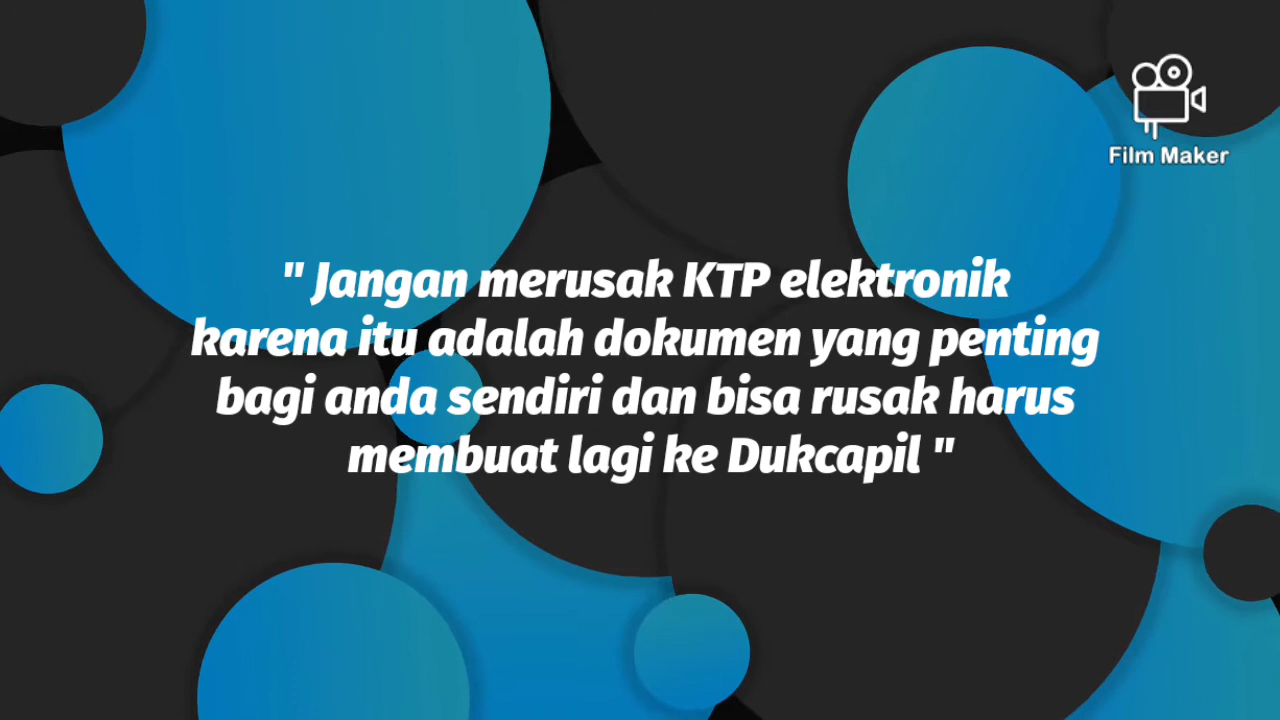 Film Maker
" Jangan merusak KTP elektronik
karena itu adalah dokumen yang penting
bagi anda sendiri dan bisa rusak harus
membuat lagi ke Dukcapil "